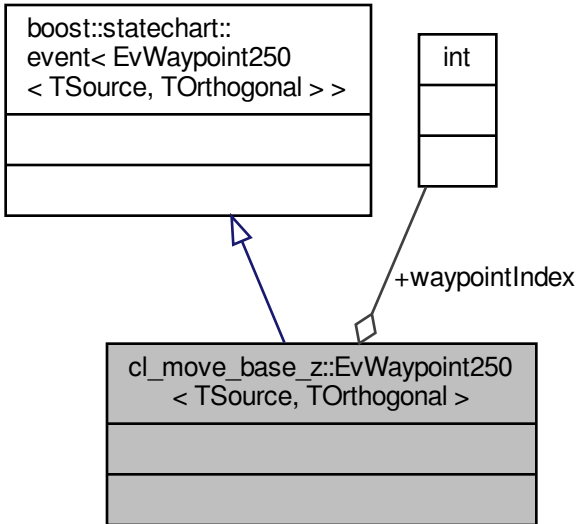 boost::statechart::
event< EvWaypoint250
< TSource, TOrthogonal > >
int
+waypointIndex
cl_move_base_z::EvWaypoint250
< TSource, TOrthogonal >